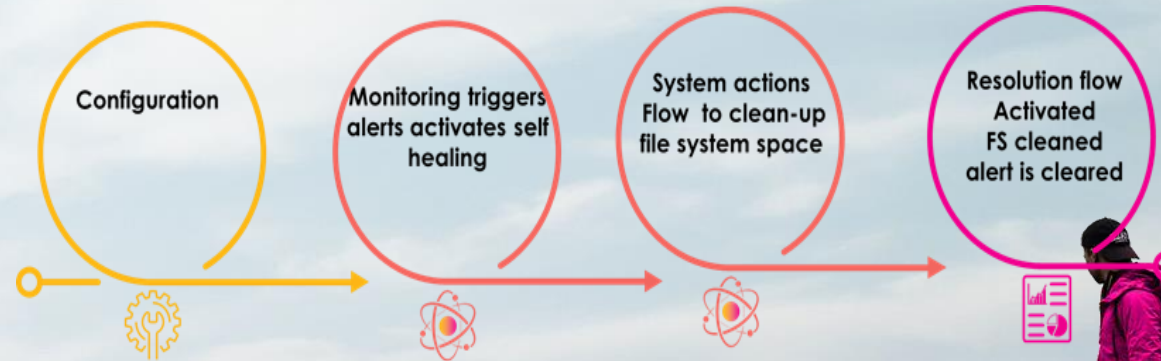 Configuration
Monitoring triggers
alerts activates self
healing
System actions
Flow to clean-up
file system space
Resolution flow
Activated
FS cleaned
alert is cleared